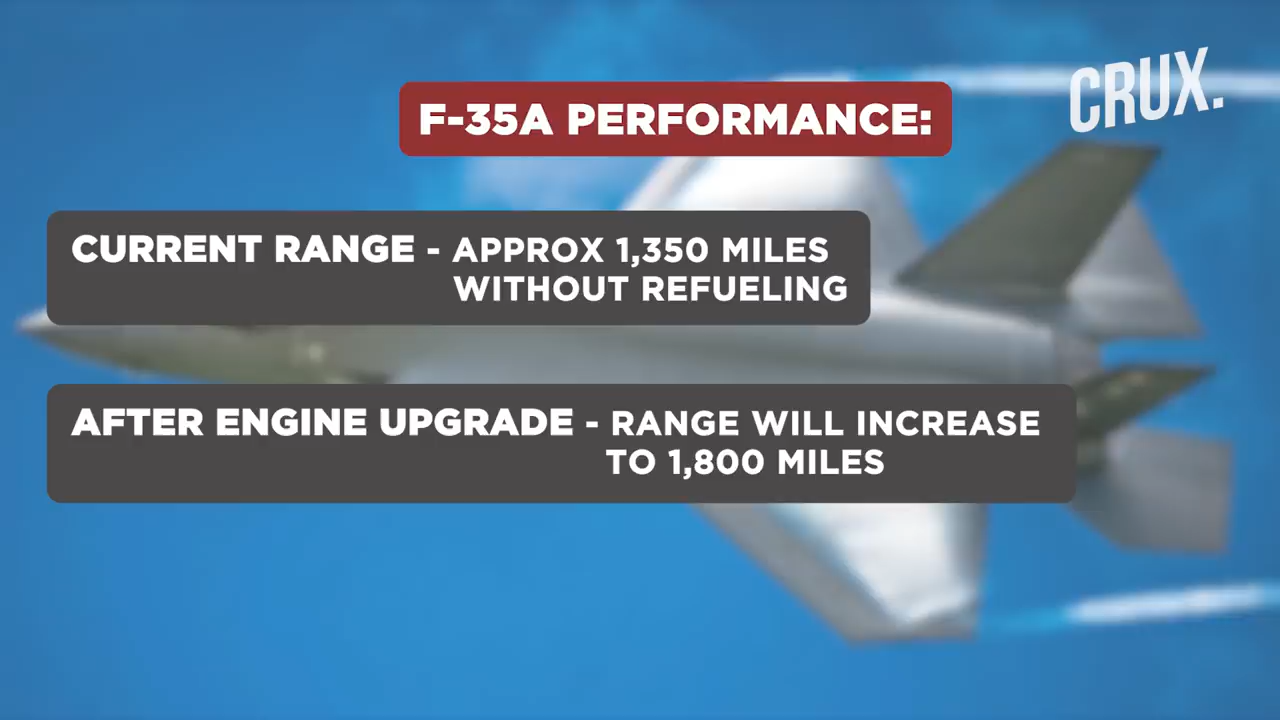 CRUX.
F-35A PERFORMANCE:
CURRENT RANGE - APPROX 1,350 MILES
WITHOUT REFUELING
AFTER ENGINE UPGRADE - RANGE WILL INCREASE
TO 1,800 MILES